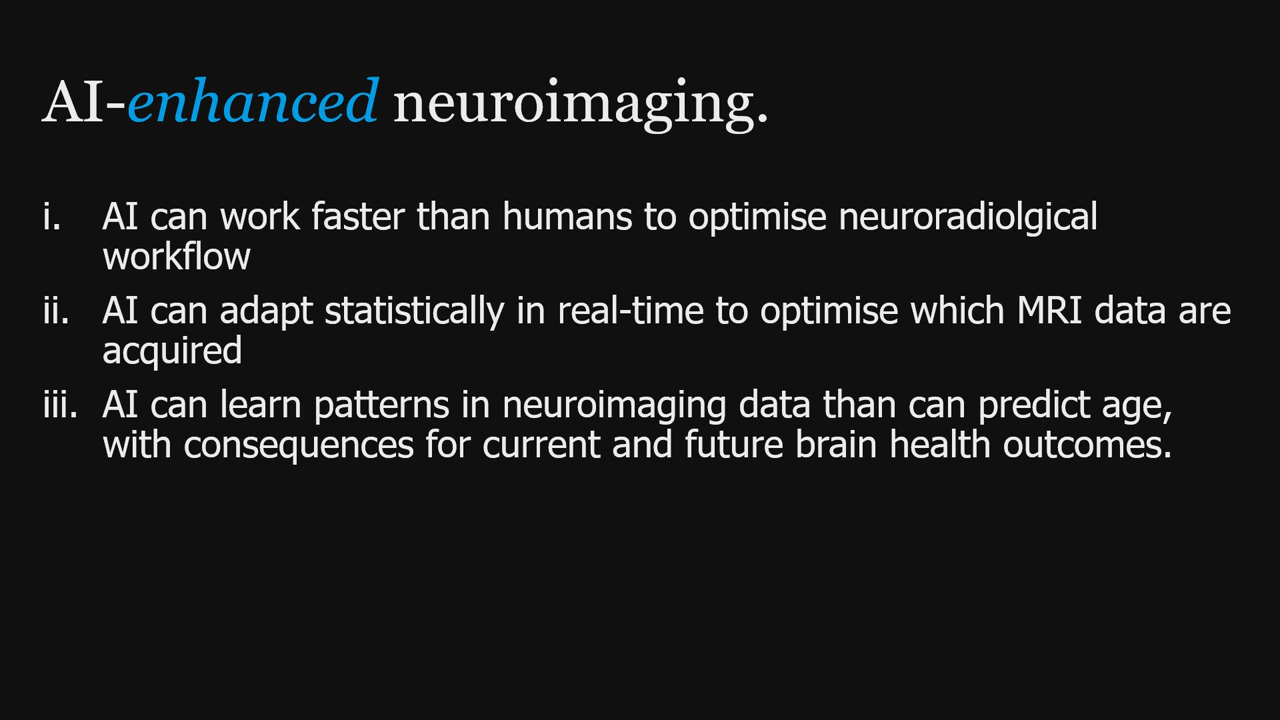 AI-enhanced neuroimaging.
i. AI can work faster than humans to optimise neuroradiolgical
workflow
ii. AI can adapt statistically in real-time to optimise which MRI data are
acquired
iii. AI can learn patterns in neuroimaging data than can predict age,
with consequences for current and future brain health outcomes.